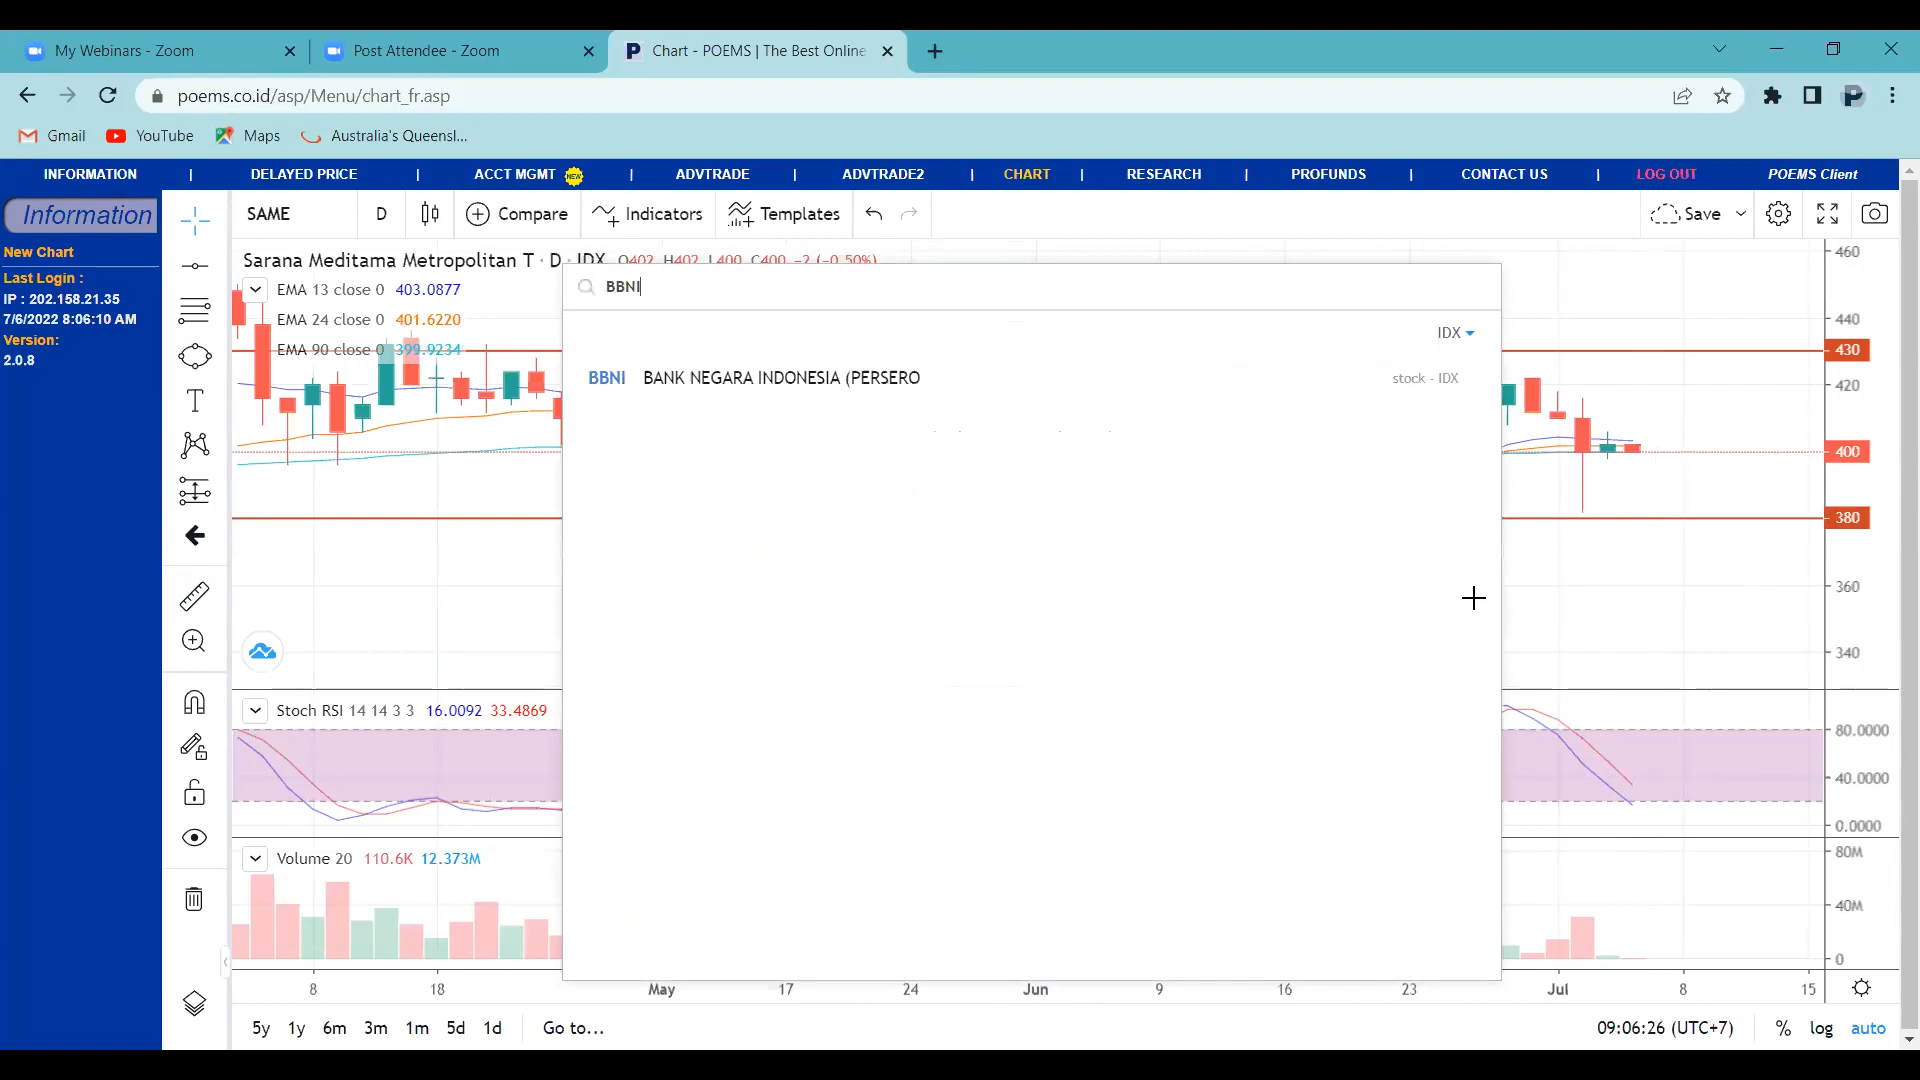 My Webinars - Zoom
Post Attendee - Zoom
Chart - POEMS | The Best Online
poems.co.id/asp/Menu/chart_fr.asp
Gmail
YouTube
Maps
Australia's Queensl...
INFORMATION | DELAYED PRICE | ACCT MGMT NEW | ADVTRADE | ADVTRADE2 | CHART | RESEARCH | PROFUNDS | CONTACT US | LOG OUT POEMS Client
Information
New Chart
Last Login :
IP : 202.158.21.35
7/6/2022 8:06:10 AM
Version:
2.0.8
SAME D Compare Indicators Templates Save
Sarana Meditama Metropolitan T · D · IDX O402 H402 L400 C400 −2 (−0.50%)
EMA 13 close 0 403.0877
EMA 24 close 0 401.6220
EMA 90 close 0 399.9234
BBNI
IDX
BBNI BANK NEGARA INDONESIA (PERSERO stock - IDX
460
440
430
420
400
380
360
340
Stoch RSI 14 14 3 3 16.0092 33.4869
80.0000
40.0000
0.0000
Volume 20 110.6K 12.373M
80M
40M
0
8 18 May 17 24 Jun 9 16 23 Jul 8 15
5y 1y 6m 3m 1m 5d 1d Go to... 09:06:26 (UTC+7) % log auto